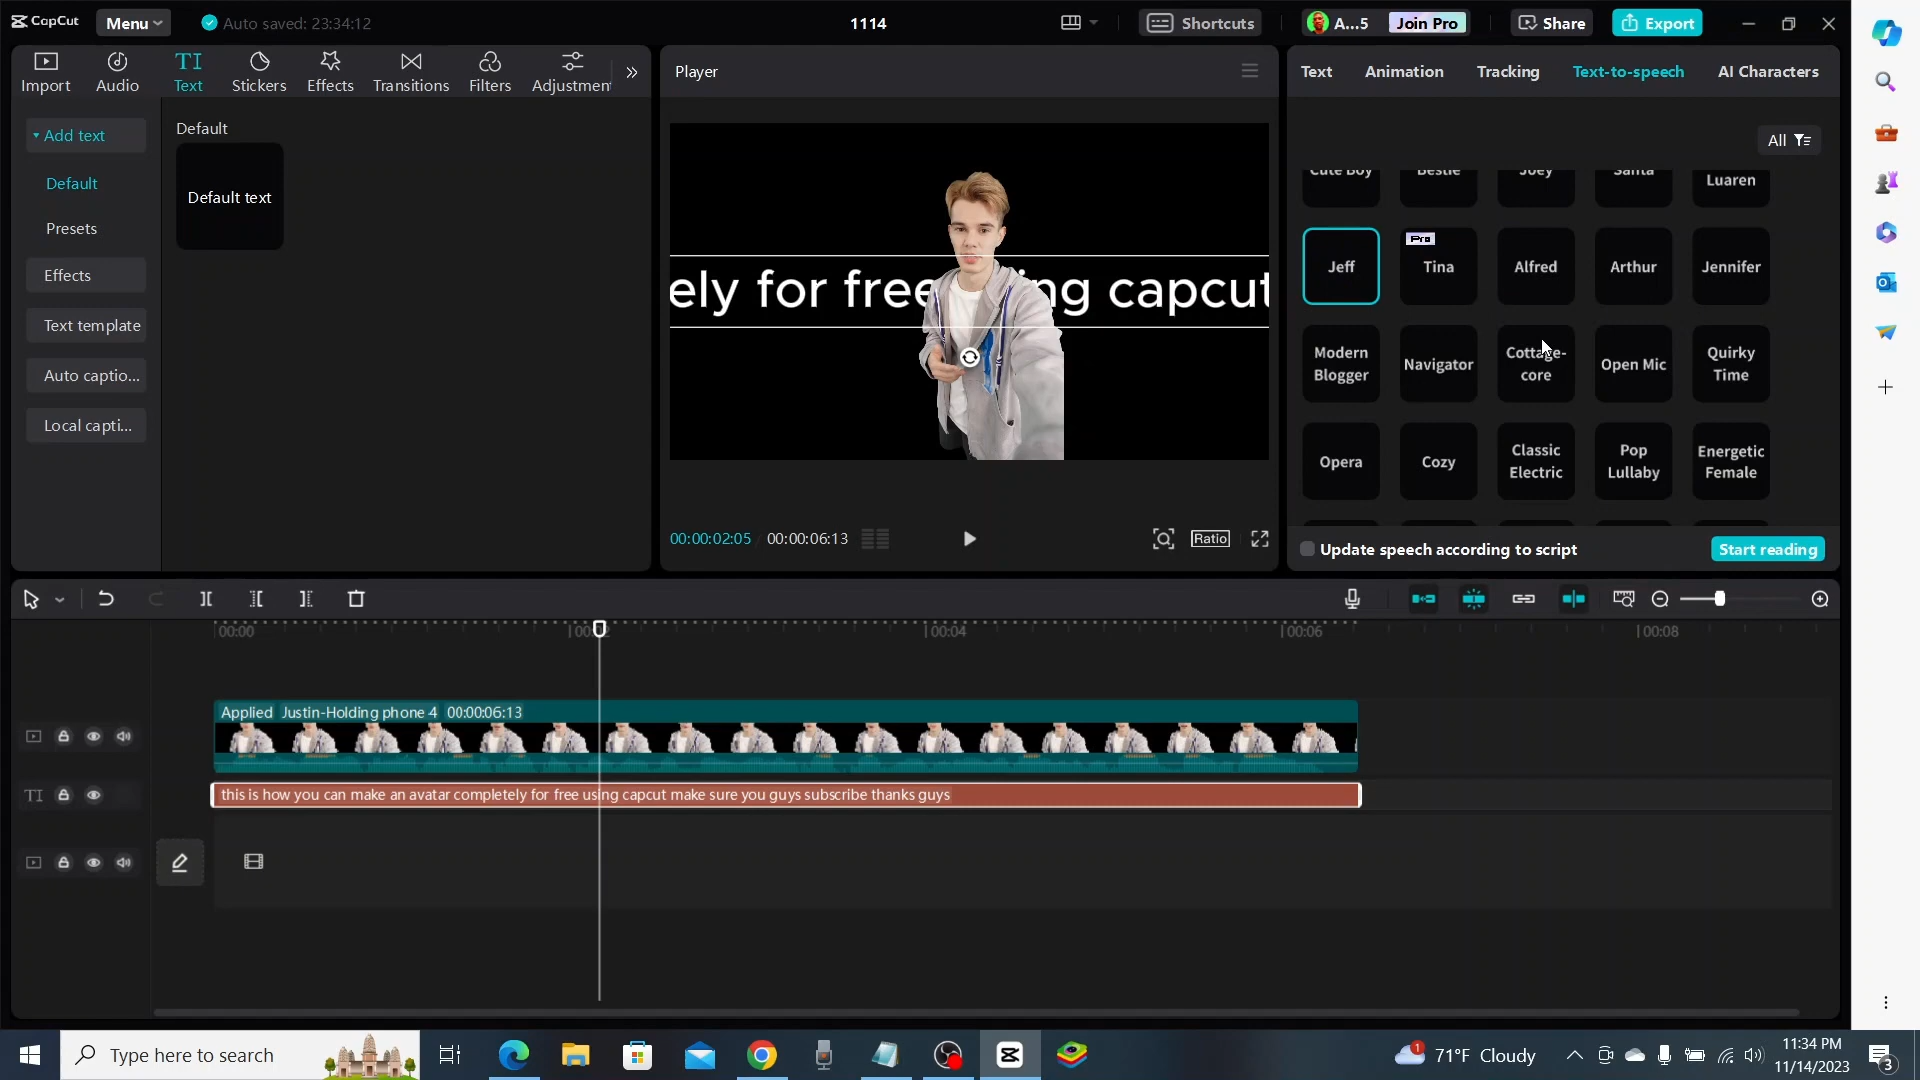 CapCut
Menu
Auto saved: 23:34:12
1114
Shortcuts
A...5
Join Pro
Share
Export
Import
Audio
TI
Text
Stickers
Effects
Transitions
Filters
Adjustmen
Player
Text
Animation
Tracking
Text-to-speech
AI Characters
Add text
Default
Presets
Effects
Text template
Auto captio...
Local capti...
Default
Default text
ely for free
ng capcut
All
Cute Boy
Bestie
Joey
Santa
Luaren
Jeff
Pro
Tina
Alfred
Arthur
Jennifer
Modern
Blogger
Navigator
Cottage-
core
Open Mic
Quirky
Time
Opera
Cozy
Classic
Electric
Pop
Lullaby
Energetic
Female
00:00:02:05
00:00:06:13
Ratio
Update speech according to script
Start reading
00:00
00:02
00:04
00:06
00:08
Applied Justin-Holding phone 4 00:00:06:13
TI
this is how you can make an avatar completely for free using capcut make sure you guys subscribe thanks guys
Type here to search
1
71°F Cloudy
11:34 PM
11/14/2023
3